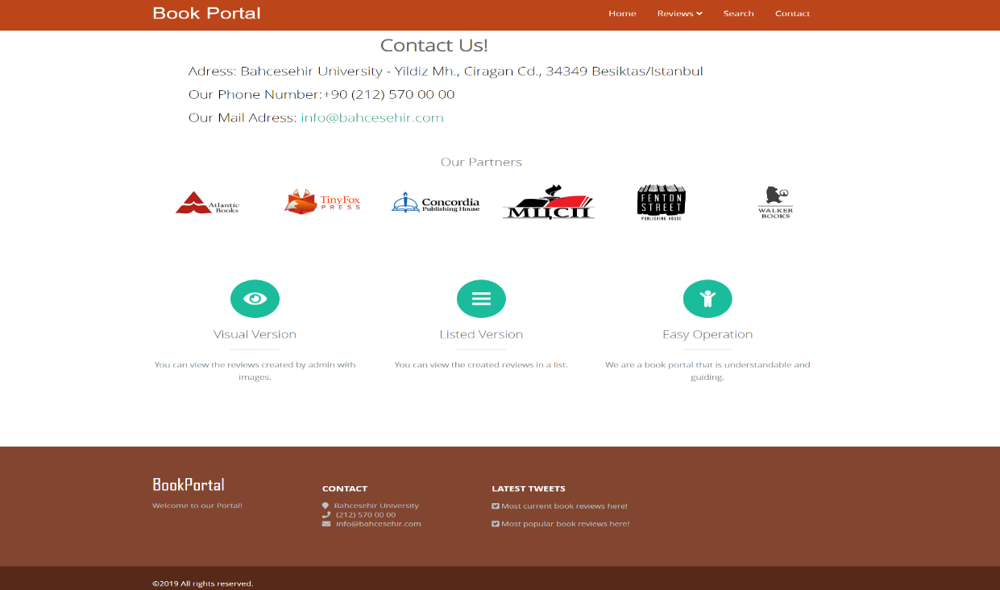 Book Portal
Home Reviews Search Contact
Contact Us!
Adress: Bahcesehir University - Yildiz Mh., Ciragan Cd., 34349 Besiktas/Istanbul
Our Phone Number:+90 (212) 570 00 00
Our Mail Adress: info@bahcesehir.com
Our Partners
Atlantic
Books
TinyFox
PRESS
Concordia
Publishing House
FENTON
STREET
PUBLISHING HOUSE
WALKER
BOOKS
Visual Version
You can view the reviews created by admin with
images.
Listed Version
You can view the created reviews in a list.
Easy Operation
We are a book portal that is understandable and
guiding.
BookPortal
Welcome to our Portal!
CONTACT
Bahcesehir University
(212) 570 00 00
info@bahcesehir.com
LATEST TWEETS
Most current book reviews here!
Most popular book reviews here!
©2019 All rights reserved.